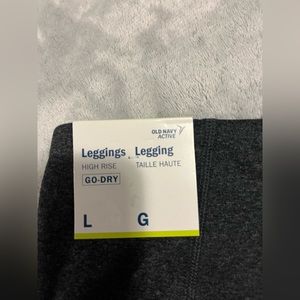 OLD NAVY
ACTIVE
Leggings Legging
HIGH RISE TAILLE HAUTE
GO-DRY
L G